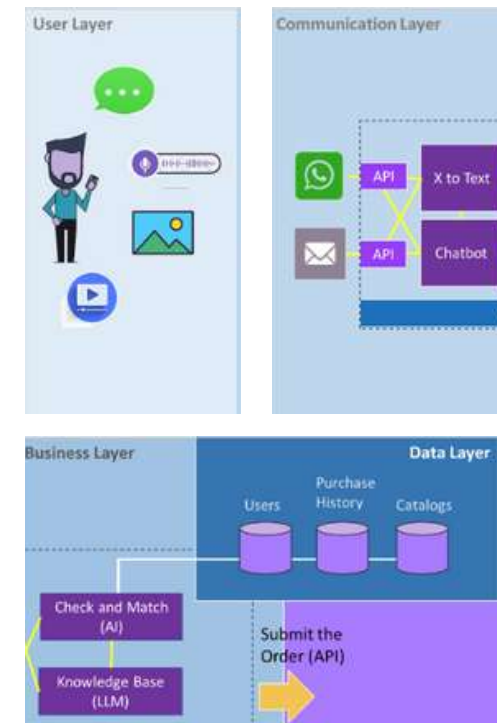 User Layer
Communication Layer
API
X to Text
API
Chatbot
Business Layer
Data Layer
Users
Purchase
History
Catalogs
Check and Match
(AI)
Knowledge Base
(LLM)
Submit the
Order (API)